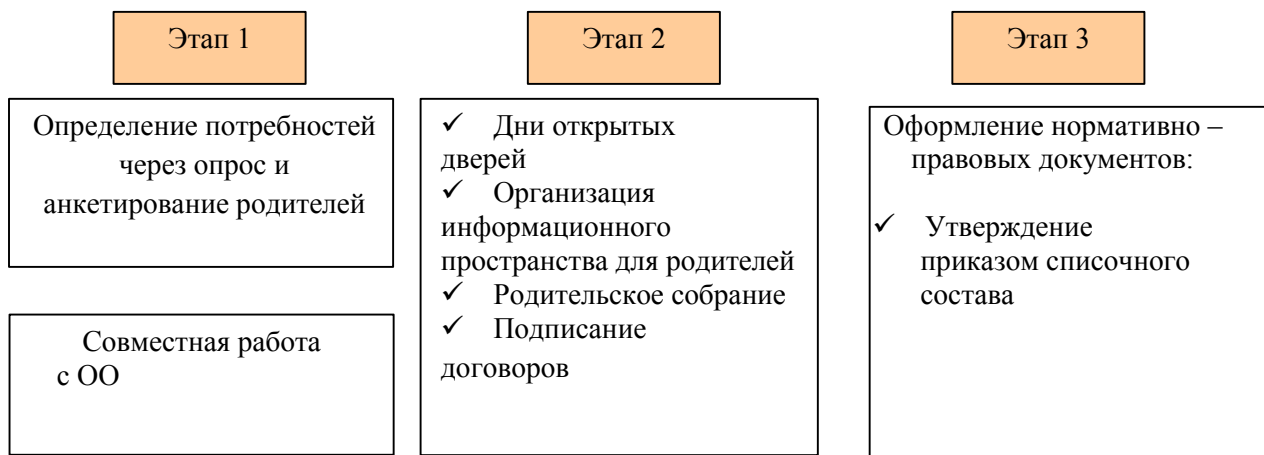 Этап 1
Определение потребностей
через опрос и
анкетирование родителей
Совместная работа
с ОО
Этап 2
✓ Дни открытых
дверей
✓ Организация
информационного
пространства для родителей
✓ Родительское собрание
✓ Подписание
договоров
Этап 3
Оформление нормативно –
правовых документов:
✓ Утверждение
приказом списочного
состава